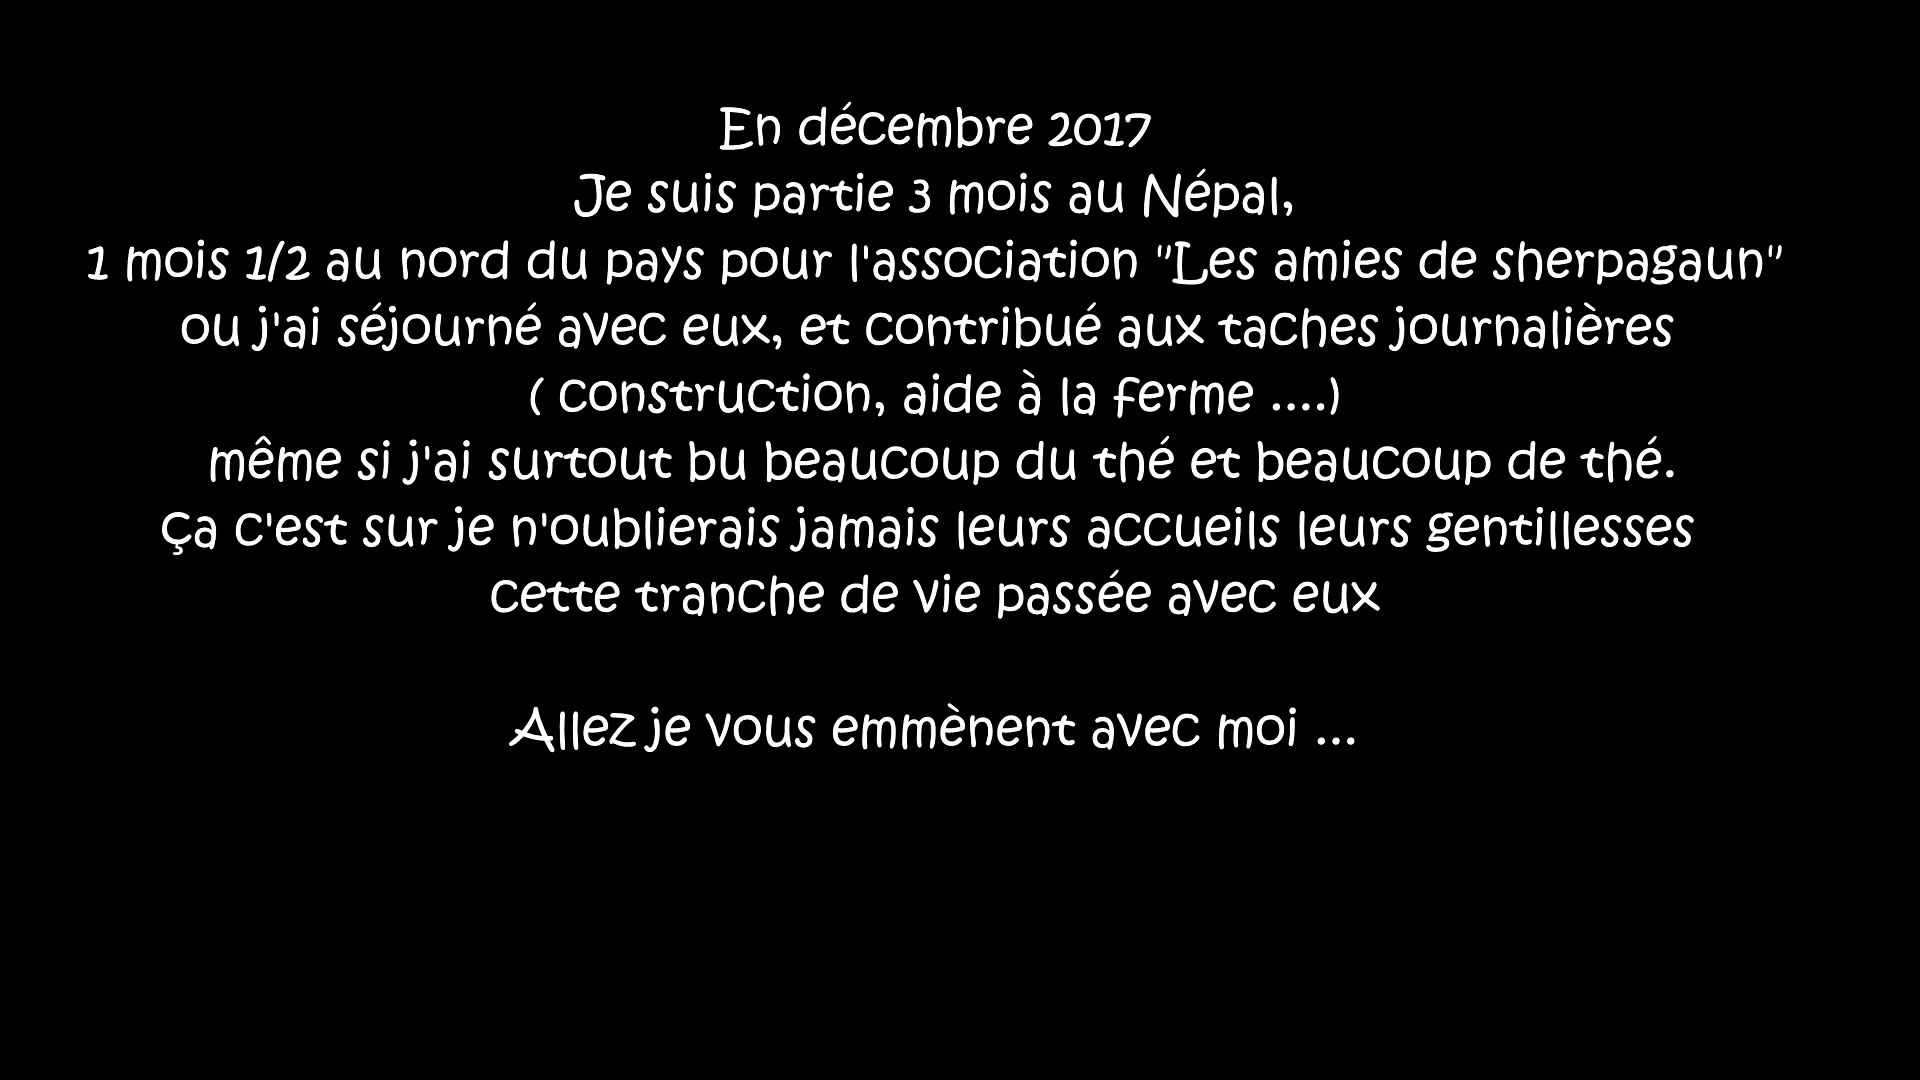 En décembre 2017
Je suis partie 3 mois au Népal,
1 mois 1/2 au nord du pays pour l'association "Les amies de sherpagaun"
ou j'ai séjourné avec eux, et contribué aux taches journalières
( construction, aide à la ferme ....)
même si j'ai surtout bu beaucoup du thé et beaucoup de thé.
Ça c'est sur je n'oublierais jamais leurs accueils leurs gentillesses
cette tranche de vie passée avec eux
Allez je vous emmènent avec moi ...